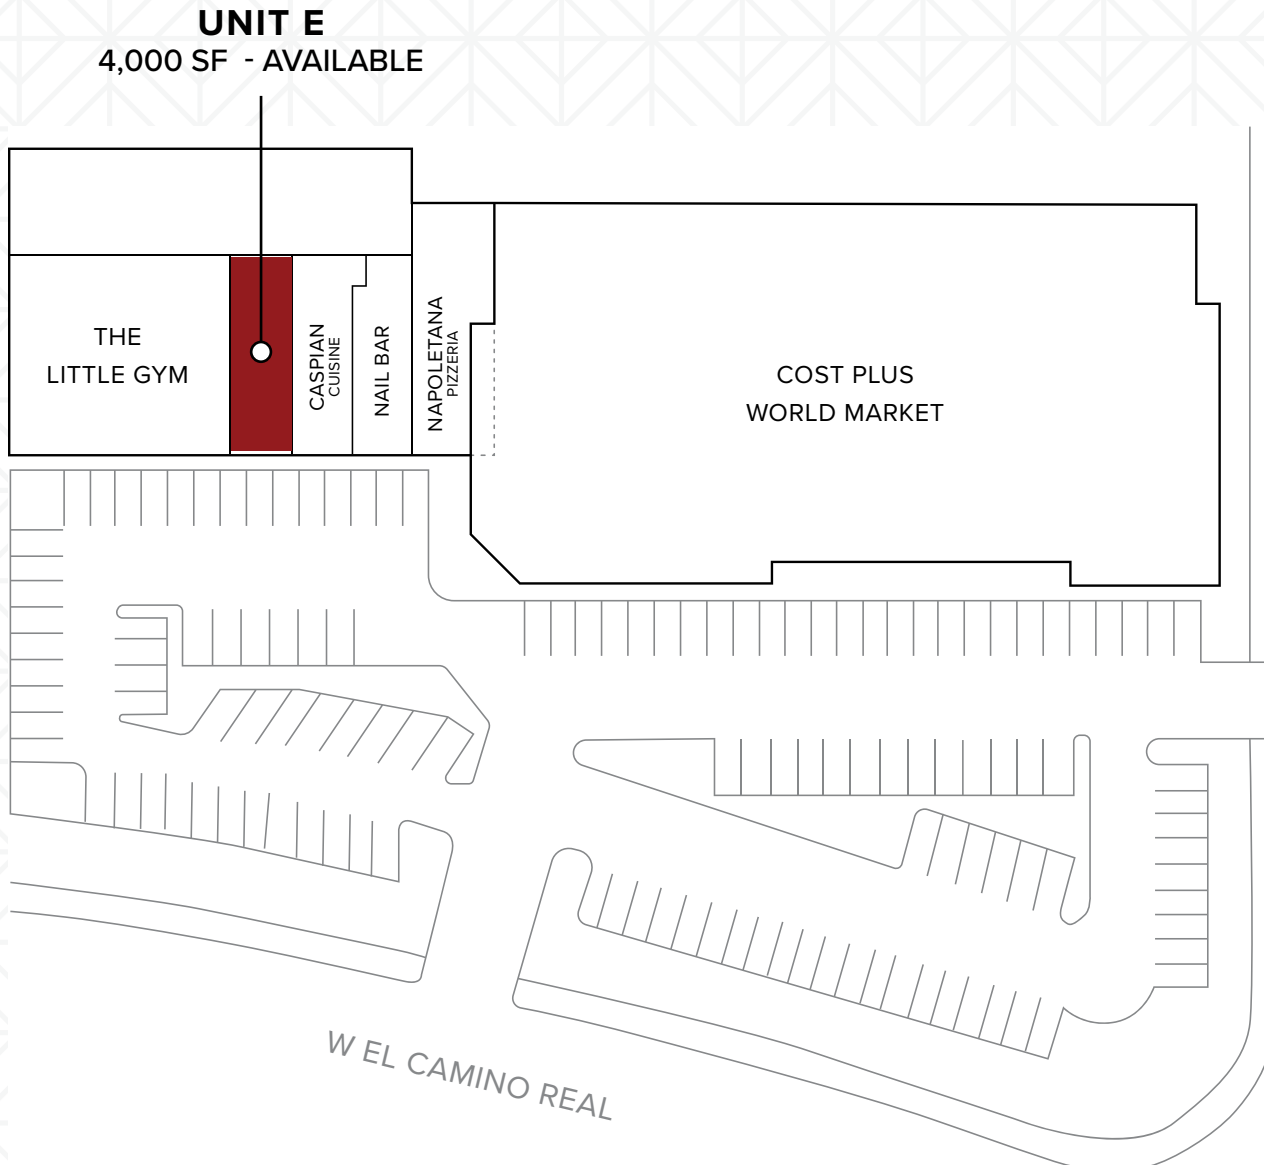 UNIT E
4,000 SF - AVAILABLE
THE
LITTLE GYM
CASPIAN
CUISINE
NAIL BAR
NAPOLETANA
PIZZERIA
COST PLUS
WORLD MARKET
W EL CAMINO REAL